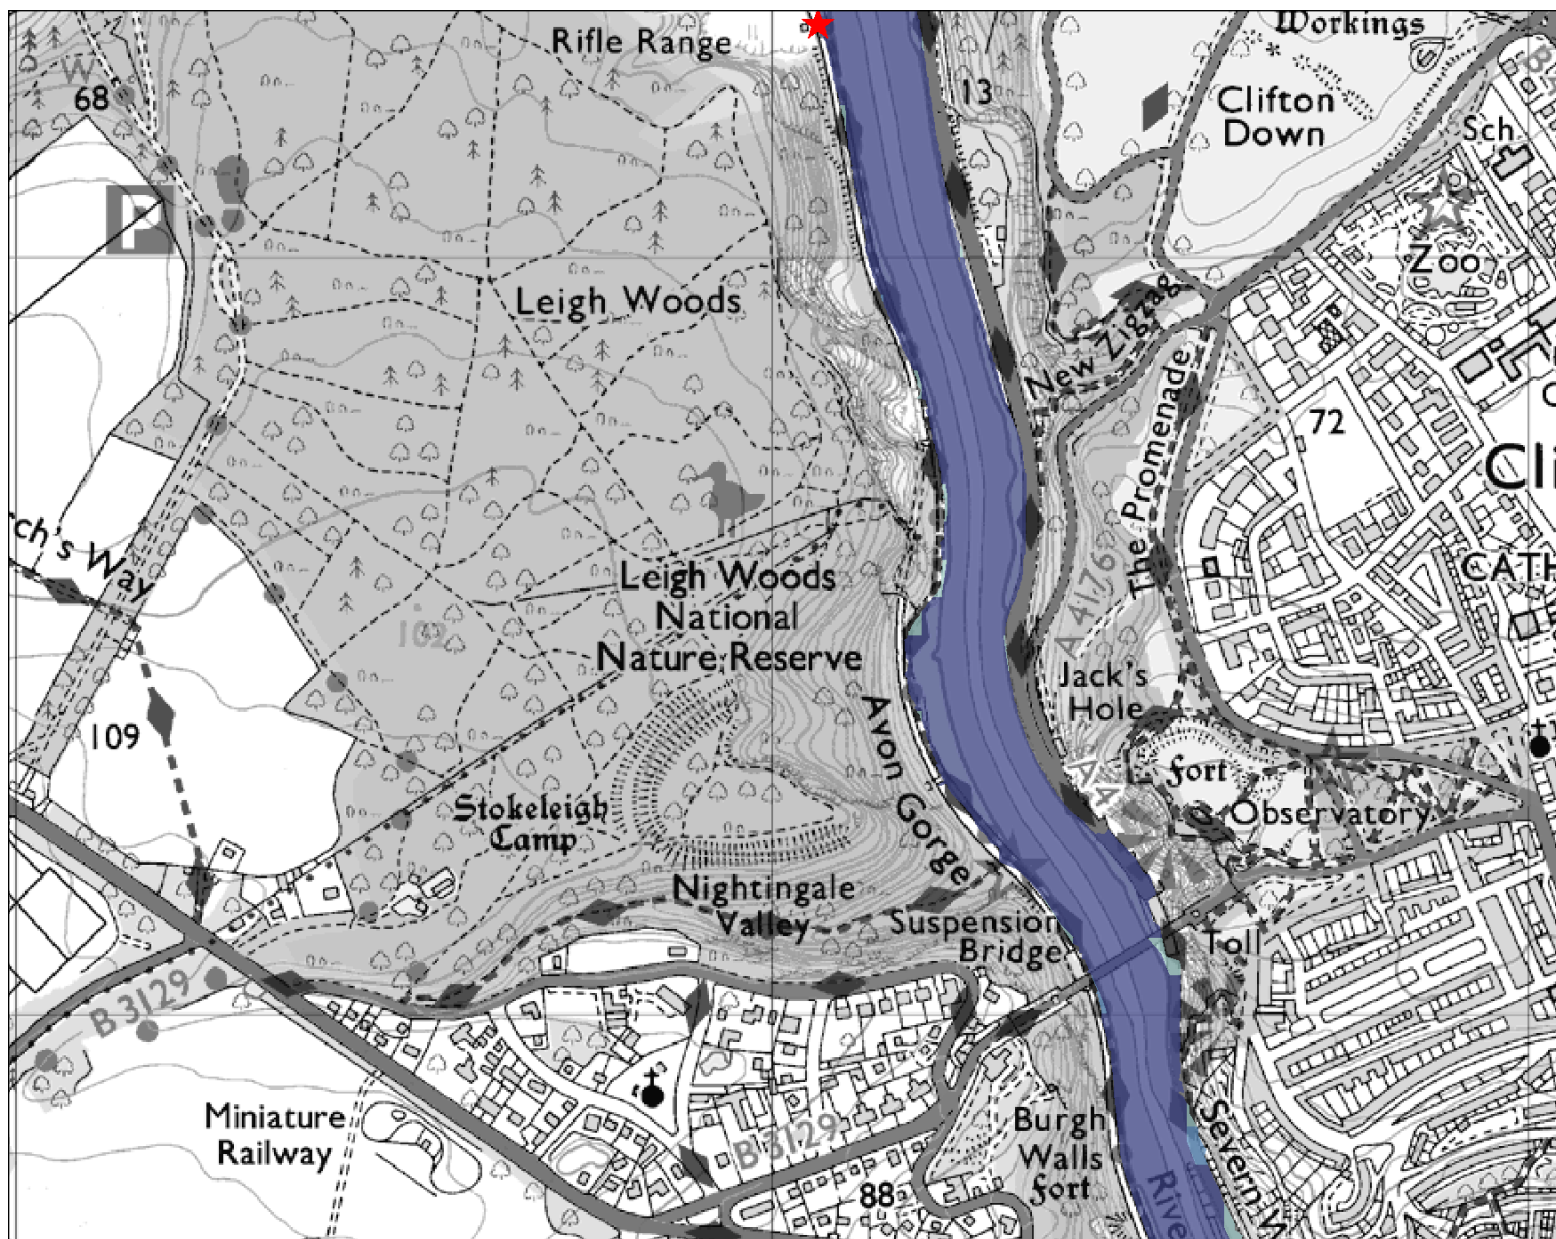 Workings
Rifle Range
W
68
13
Clifton
Down
Sch
P
Zoo
Leigh Woods
New Zigzag
The Promenade
72
Cli
ch's Way
CATH
Leigh Woods
National
Nature Reserve
102
A 4176
Jack's
Hole
109
Avon Gorge
A4
Fort
Observatory
Stokeleigh
Camp
Nightingale
Valley
Suspension
Bridge
Toll
B 3129
Miniature
Railway
B 3129
Burgh
Walls
Fort
88
Severn W
Rive